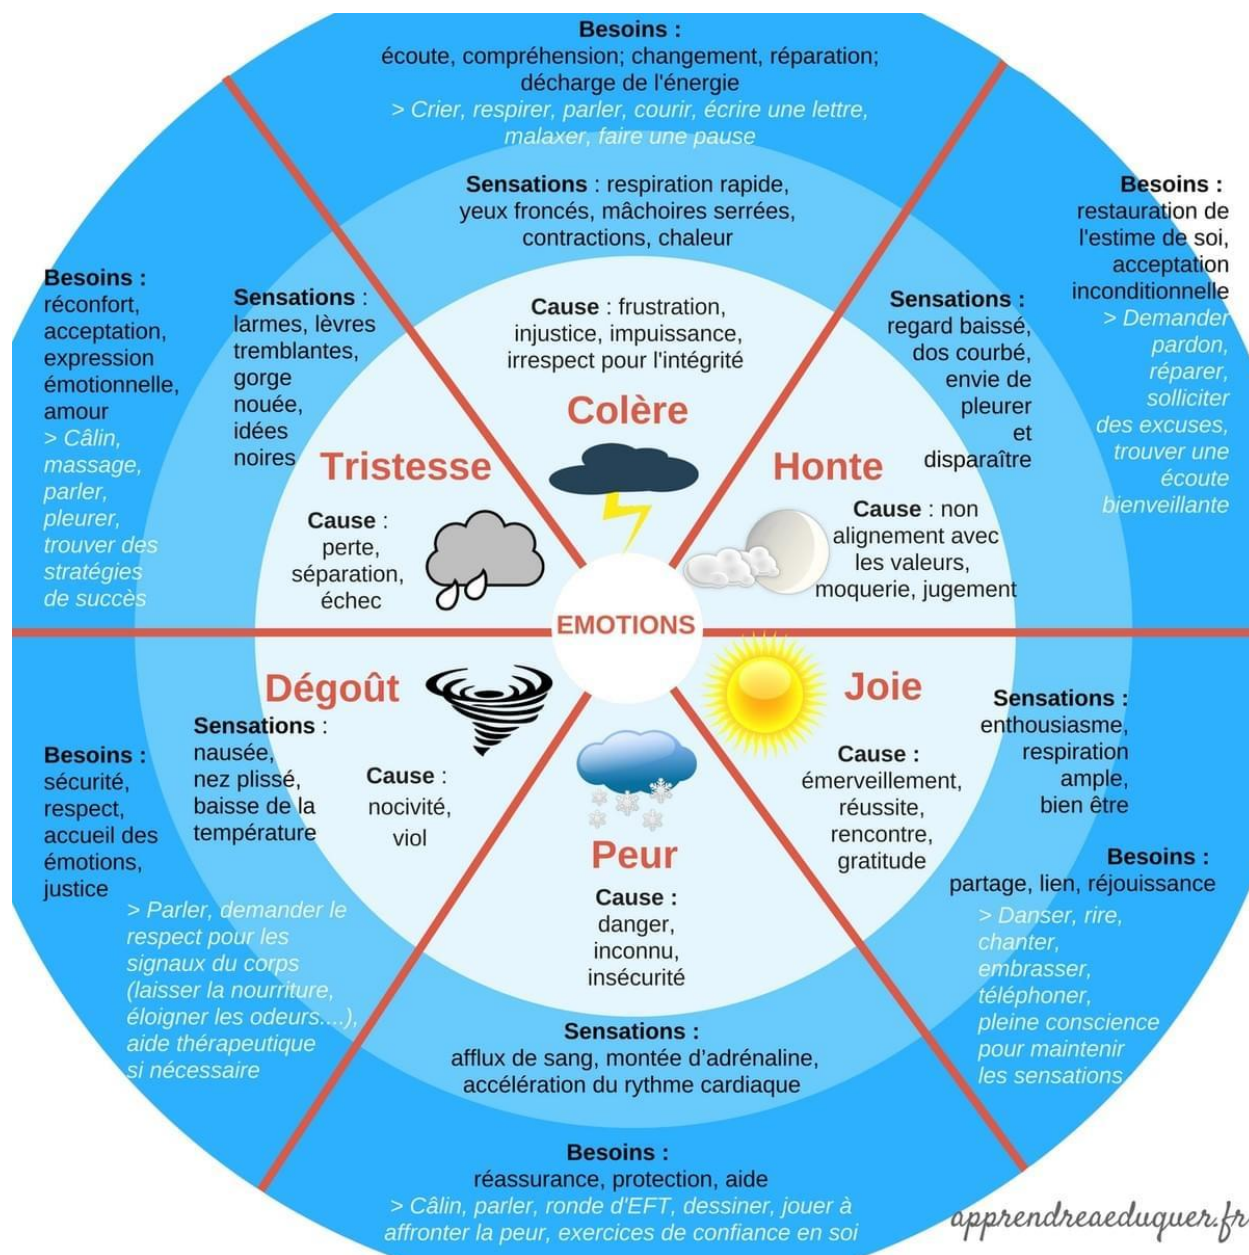 Besoins :
écoute, compréhension; changement, réparation;
décharge de l'énergie
> Crier, respirer, parler, courir, écrire une lettre,
malaxer, faire une pause
Sensations : respiration rapide,
yeux froncés, mâchoires serrées,
contractions, chaleur
Cause : frustration,
injustice, impuissance,
irrespect pour l'intégrité
Colère
Besoins :
restauration de
l'estime de soi,
acceptation
inconditionnelle
> Demander
pardon,
réparer,
solliciter
des excuses,
trouver une
écoute
bienveillante
Sensations :
regard baissé,
dos courbé,
envie de
pleurer
et
disparaître
Honte
Cause : non
alignement avec
les valeurs,
moquerie, jugement
Besoins :
réconfort,
acceptation,
expression
émotionnelle,
amour
> Câlin,
massage,
parler,
pleurer,
trouver des
stratégies
de succès
Sensations :
larmes, lèvres
tremblantes,
gorge
nouée,
idées
noires
Tristesse
Cause :
perte,
séparation,
échec
EMOTIONS
Dégoût
Sensations :
nausée,
nez plissé,
baisse de la
température
Cause :
nocivité,
viol
Besoins :
sécurité,
respect,
accueil des
émotions,
justice
> Parler, demander le
respect pour les
signaux du corps
(laisser la nourriture,
éloigner les odeurs....),
aide thérapeutique
si nécessaire
Peur
Cause :
danger,
inconnu,
insécurité
Sensations :
afflux de sang, montée d’adrénaline,
accélération du rythme cardiaque
Besoins :
réassurance, protection, aide
> Câlin, parler, ronde d'EFT, dessiner, jouer à
affronter la peur, exercices de confiance en soi
Joie
Cause :
émerveillement,
réussite,
rencontre,
gratitude
Sensations :
enthousiasme,
respiration
ample,
bien être
Besoins :
partage, lien, réjouissance
> Danser, rire,
chanter,
embrasser,
téléphoner,
pleine conscience
pour maintenir
les sensations
apprendreaeduquer.fr